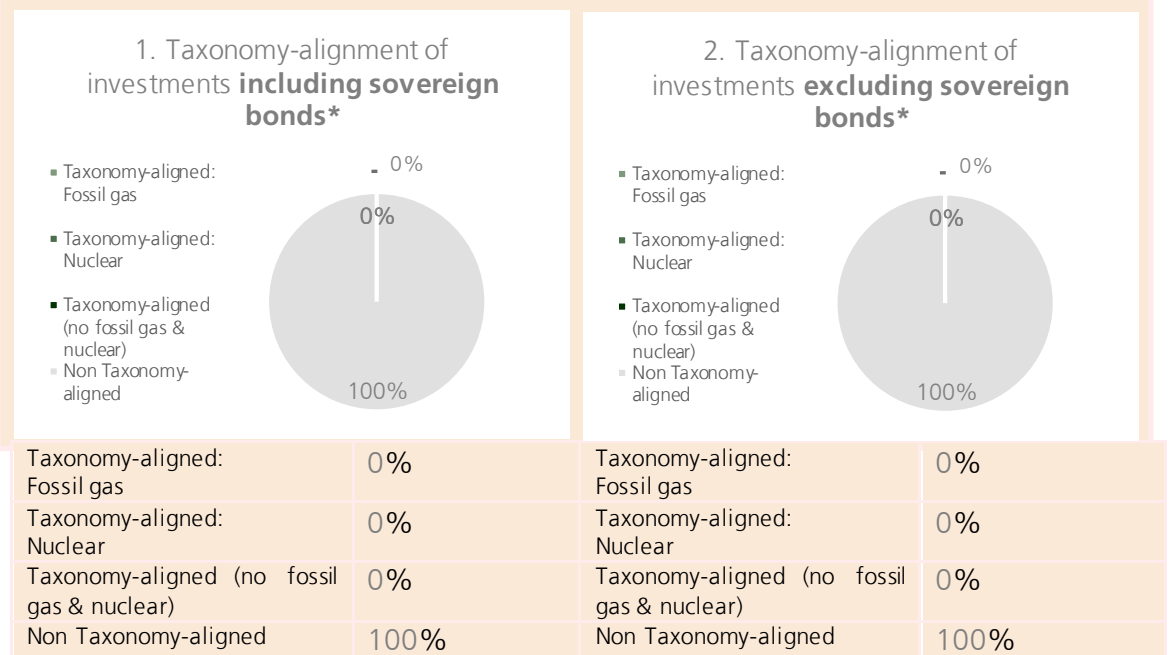 1. Taxonomy-alignment of
investments including sovereign
bonds*
Taxonomy-aligned:
Fossil gas
Taxonomy-aligned:
Nuclear
Taxonomy-aligned
(no fossil gas &
nuclear)
Non Taxonomy-
aligned
- 0%
0%
100%
2. Taxonomy-alignment of
investments excluding sovereign
bonds*
Taxonomy-aligned:
Fossil gas
Taxonomy-aligned:
Nuclear
Taxonomy-aligned
(no fossil gas &
nuclear)
Non Taxonomy-
aligned
- 0%
0%
100%
Taxonomy-aligned:
Fossil gas
0%
Taxonomy-aligned:
Fossil gas
0%
Taxonomy-aligned:
Nuclear
0%
Taxonomy-aligned:
Nuclear
0%
Taxonomy-aligned (no fossil
gas & nuclear)
0%
Taxonomy-aligned (no fossil
gas & nuclear)
0%
Non Taxonomy-aligned
100%
Non Taxonomy-aligned
100%